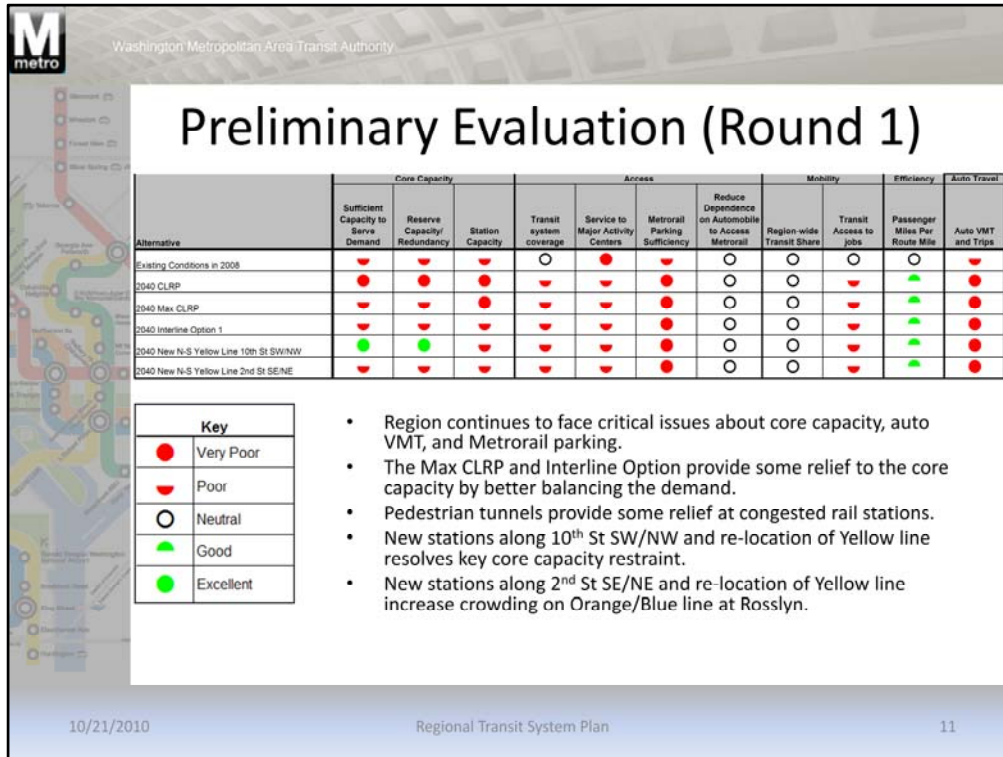 M
metro
Washington Metropolitan Area Transit Authority
Preliminary Evaluation (Round 1)
Core Capacity Access Mobility Efficiency Auto Travel
Alternative Sufficient Capacity to Serve Demand Reserve Capacity/ Redundancy Station Capacity Transit system coverage Service to Major Activity Centers Metrorail Parking Sufficiency Reduce Dependence on Automobile to Access Metrorail Region-wide Transit Share Transit Access to jobs Passenger Miles Per Route Mile Auto VMT and Trips
Existing Conditions in 2008
2040 CLRP
2040 Max CLRP
2040 Interline Option 1
2040 New N-S Yellow Line 10th St SW/NW
2040 New N-S Yellow Line 2nd St SE/NE
Key
Very Poor
Poor
Neutral
Good
Excellent
• Region continues to face critical issues about core capacity, auto
VMT, and Metrorail parking.
• The Max CLRP and Interline Option provide some relief to the core
capacity by better balancing the demand.
• Pedestrian tunnels provide some relief at congested rail stations.
• New stations along 10th St SW/NW and re-location of Yellow line
resolves key core capacity restraint.
• New stations along 2nd St SE/NE and re-location of Yellow line
increase crowding on Orange/Blue line at Rosslyn.
10/21/2010
Regional Transit System Plan
11